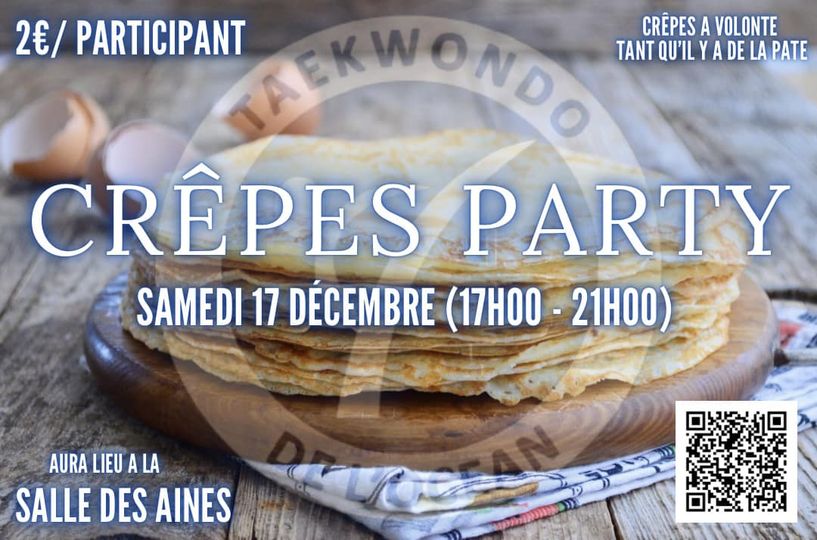 2€/ PARTICIPANT
CRÊPES A VOLONTE
TANT QU'IL Y A DE LA PATE
TAEKWONDO
CRÊPES PARTY
SAMEDI 17 DÉCEMBRE (17H00 - 21H00)
DE L'OCEAN
AURA LIEU A LA
SALLE DES AINES